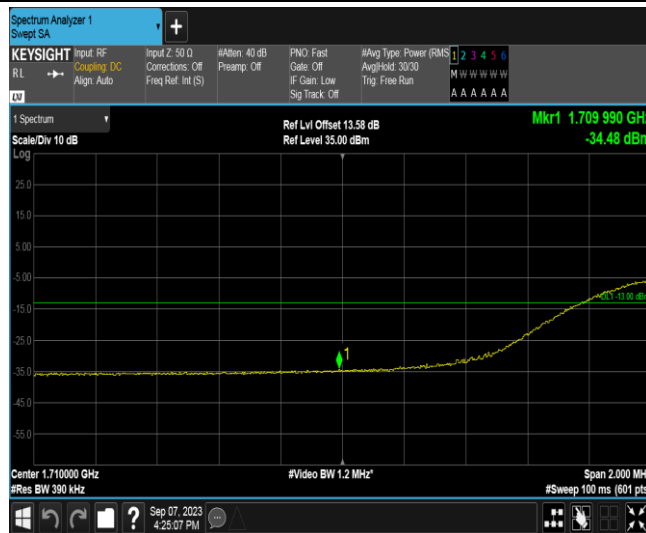 Spectrum Analyzer 1
Swept SA
+
KEYSIGHT
RL
LXI
Input: RF
Coupling: DC
Align: Auto
Input Z: 50 Ω
Corrections: Off
Freq Ref: Int (S)
#Atten: 40 dB
Preamp: Off
PNO: Fast
Gate: Off
IF Gain: Low
Sig Track: Off
#Avg Type: Power (RMS
Avg|Hold: 30/30
Trig: Free Run
1 2 3 4 5 6
M W W W W W
A A A A A A
1 Spectrum
Scale/Div 10 dB
Log
Ref Lvl Offset 13.58 dB
Ref Level 35.00 dBm
Mkr1 1.709 990 GHz
-34.48 dBm
25.0
15.0
5.00
-5.00
DL1 -13.00 dBm
-15.0
-25.0
1
-35.0
-45.0
-55.0
Center 1.710000 GHz
#Video BW 1.2 MHz*
Span 2.000 MH
#Res BW 390 kHz
#Sweep 100 ms (601 pts
?
Sep 07, 2023
4:25:07 PM